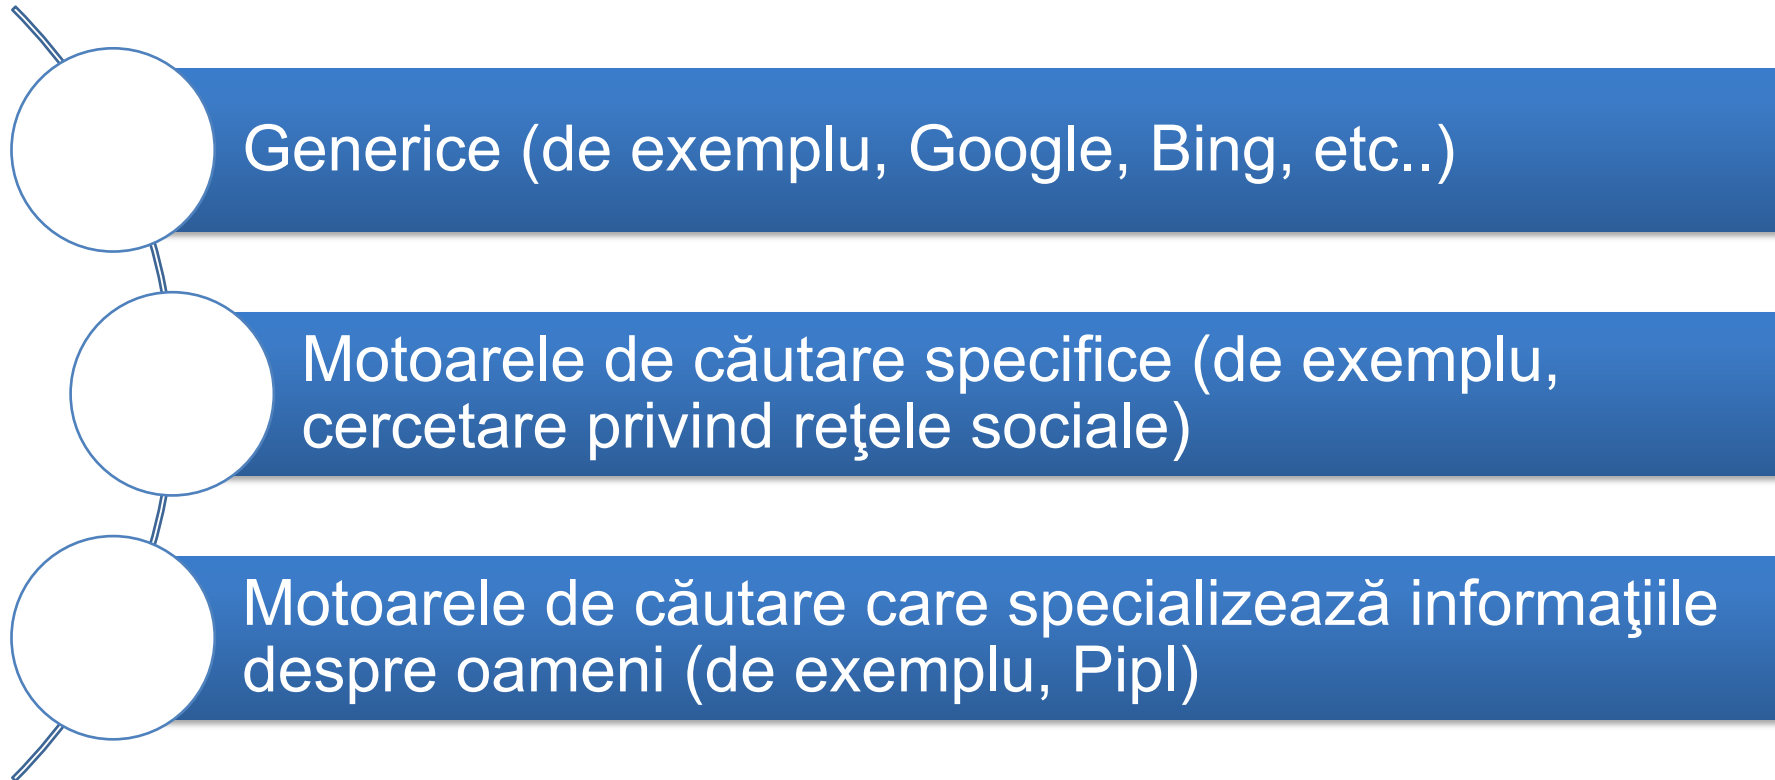 Generice (de exemplu, Google, Bing, etc..)
Motoarele de căutare specifice (de exemplu,
cercetare privind reţele sociale)
Motoarele de căutare care specializează informaţiile
despre oameni (de exemplu, Pipl)